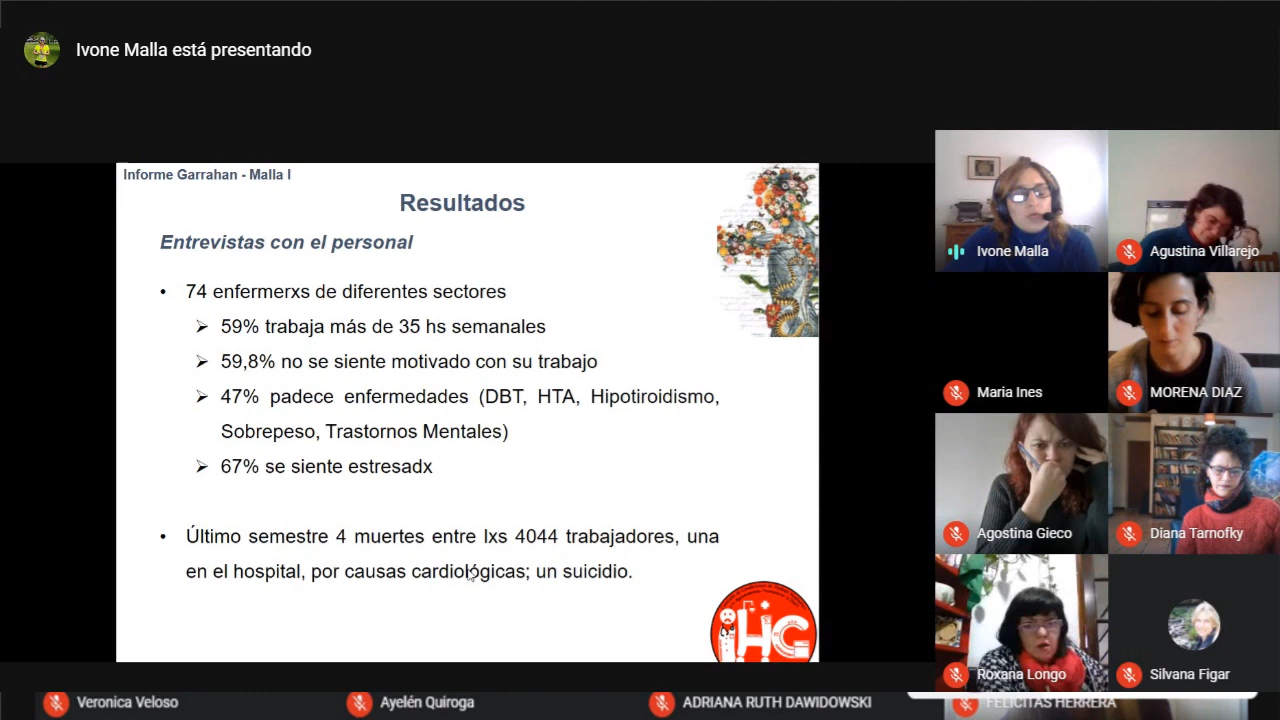 Ivone Malla está presentando
Informe Garrahan - Malla I
Resultados
Entrevistas con el personal
• 74 enfermerxs de diferentes sectores
➢ 59% trabaja más de 35 hs semanales
➢ 59,8% no se siente motivado con su trabajo
➢ 47% padece enfermedades (DBT, HTA, Hipotiroidismo,
Sobrepeso, Trastornos Mentales)
➢ 67% se siente estresadx
• Último semestre 4 muertes entre lxs 4044 trabajadores, una
en el hospital, por causas cardiológicas; un suicidio.
iHG
Ivone Malla
Agustina Villarejo
Maria Ines
MORENA DIAZ
Agostina Gieco
Diana Tarnofky
Roxana Longo
Silvana Figar
Veronica Veloso
Ayelén Quiroga
ADRIANA RUTH DAWIDOWSKI
FELICITAS HERRERA